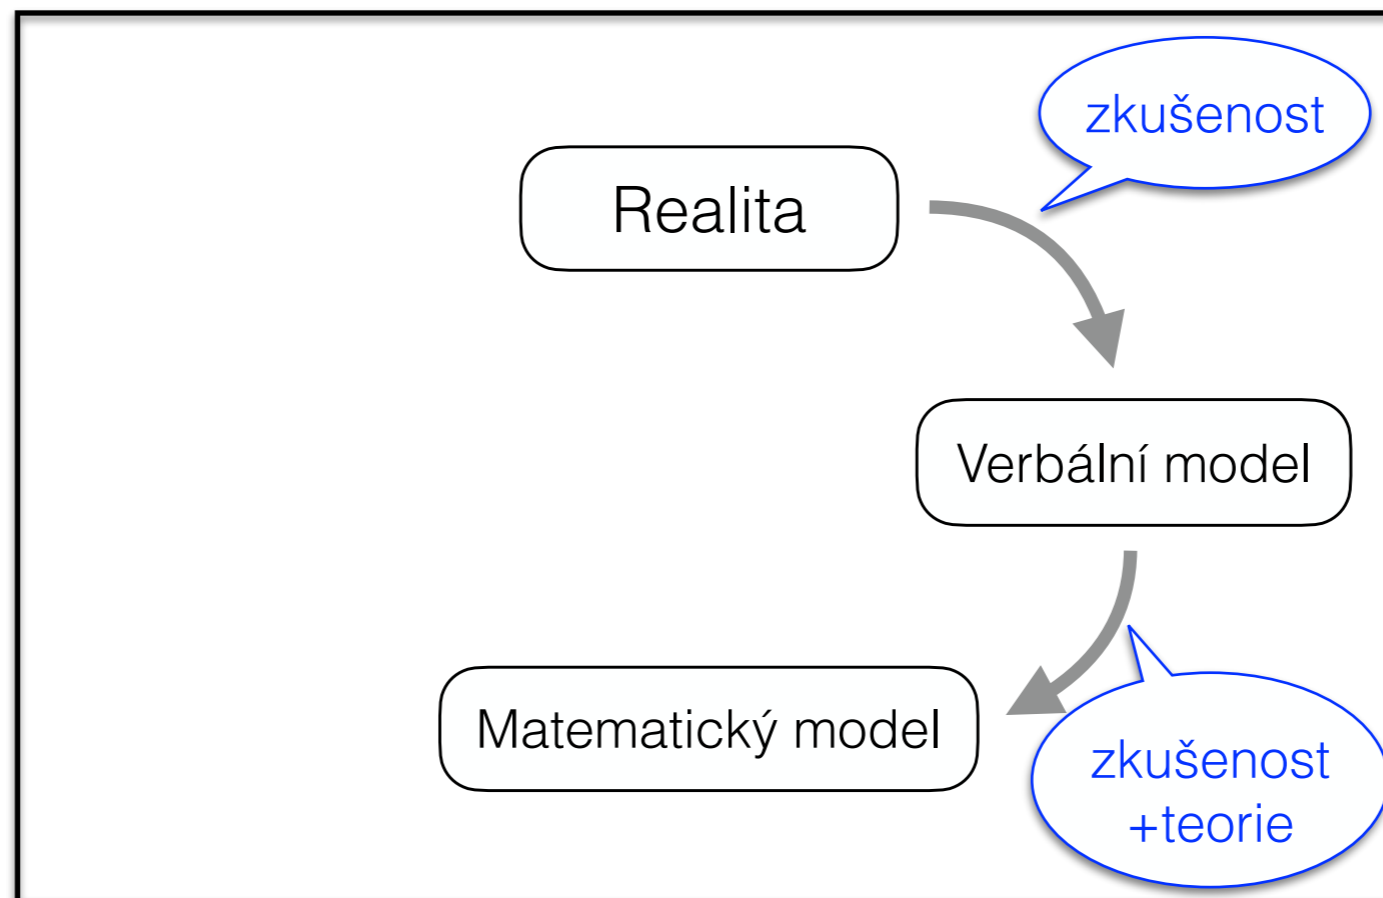 zkušenost
Realita
Verbální model
Matematický model
zkušenost
+teorie